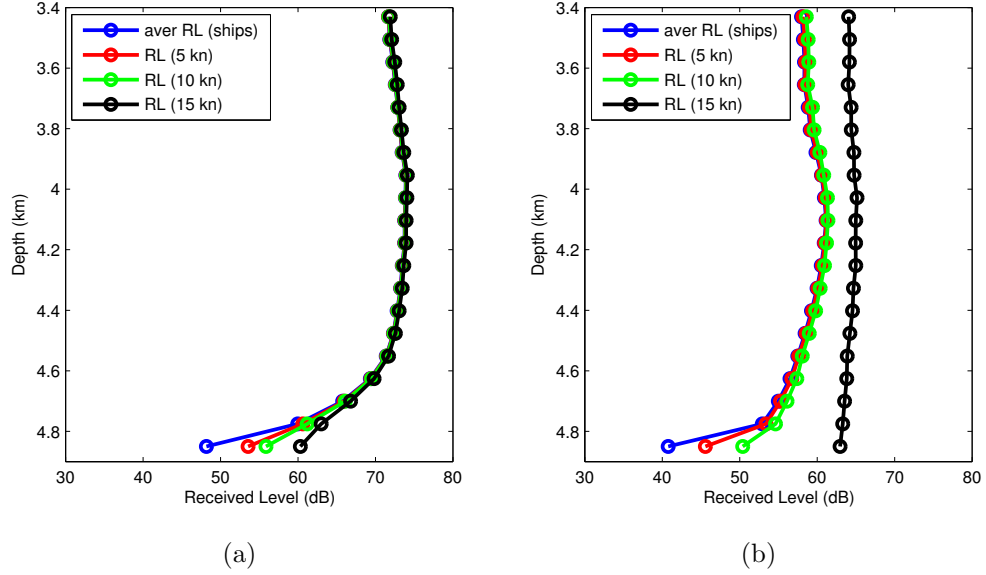 3.4
3.6
3.8
4
4.2
4.4
4.6
4.8
Depth (km)
aver RL (ships)
RL (5 kn)
RL (10 kn)
RL (15 kn)
30
40
50
60
70
80
Received Level (dB)
(a)
3.4
3.6
3.8
4
4.2
4.4
4.6
4.8
Depth (km)
aver RL (ships)
RL (5 kn)
RL (10 kn)
RL (15 kn)
30
40
50
60
70
80
Received Level (dB)
(b)